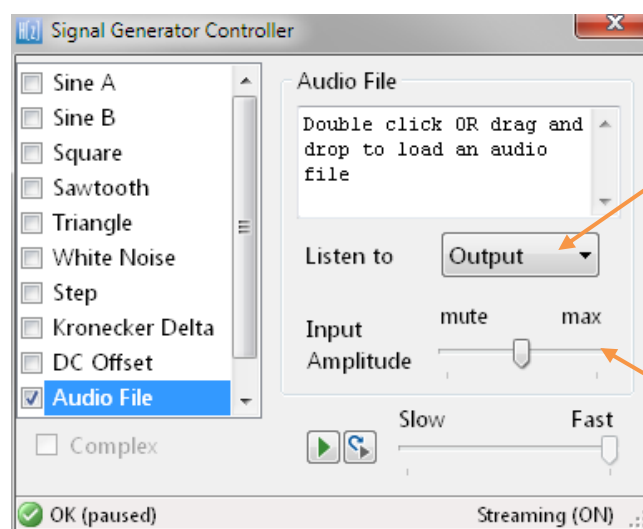 H[z] Signal Generator Controller
Sine A
Sine B
Square
Sawtooth
Triangle
White Noise
Step
Kronecker Delta
DC Offset
Audio File
Complex
Audio File
Double click OR drag and
drop to load an audio
file
Listen to Output
mute max
Input
Amplitude
Slow Fast
OK (paused) Streaming (ON)